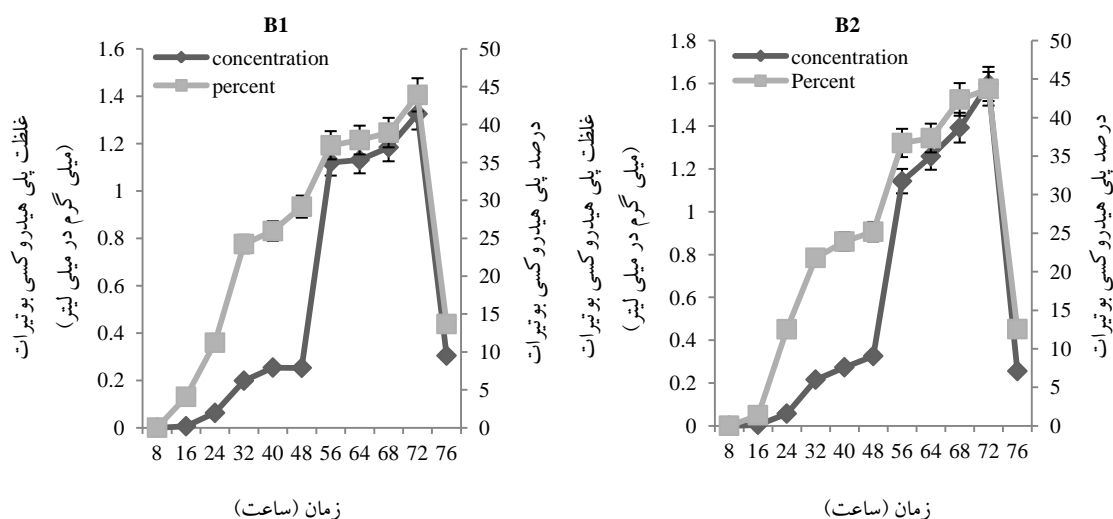 B1
concentration
percent
1.6
1.4
1.2
1
0.8
0.6
0.4
0.2
0
50
45
40
35
30
25
20
15
10
5
0
8 16 24 32 40 48 56 64 68 72 76
غلظت پلی هیدروکسی بوتیرات
(میلی گرم در میلی لیتر)
درصد پلی هیدروکسی بوتیرات
زمان (ساعت)
B2
concentration
Percent
1.8
1.6
1.4
1.2
1
0.8
0.6
0.4
0.2
0
50
45
40
35
30
25
20
15
10
5
0
8 16 24 32 40 48 56 64 68 72 76
غلظت پلی هیدروکسی بوتیرات
(میلی گرم در میلی لیتر)
درصد پلی هیدروکسی بوتیرات
زمان (ساعت)